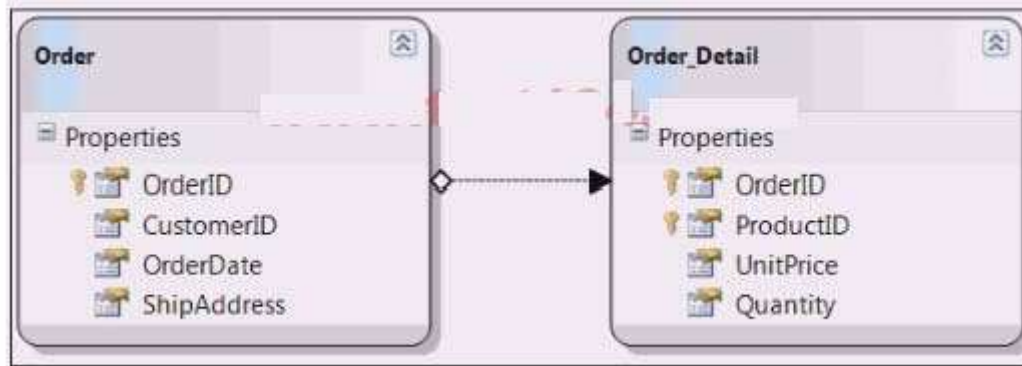 Order
Properties
OrderID
CustomerID
OrderDate
ShipAddress
Order_Detail
Properties
OrderID
ProductID
UnitPrice
Quantity